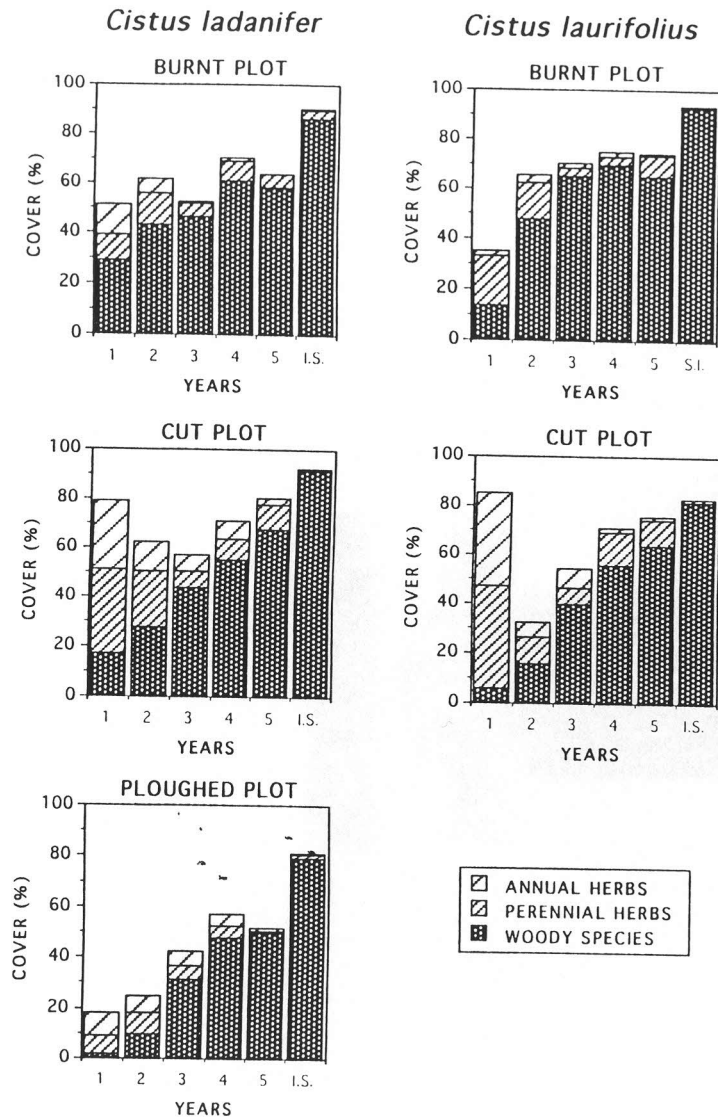 Cistus ladanifer
Cistus laurifolius
BURNT PLOT
100
80
60
40
20
0
COVER (%)
1 2 3 4 5 I.S.
YEARS
BURNT PLOT
100
80
60
40
20
0
COVER (%)
1 2 3 4 5 S.I.
YEARS
CUT PLOT
100
80
60
40
20
0
COVER (%)
1 2 3 4 5 I.S.
YEARS
CUT PLOT
100
80
60
40
20
0
COVER (%)
1 2 3 4 5 I.S.
YEARS
PLOUGHED PLOT
100
80
60
40
20
0
COVER (%)
1 2 3 4 5 I.S.
YEARS
ANNUAL HERBS
PERENNIAL HERBS
WOODY SPECIES